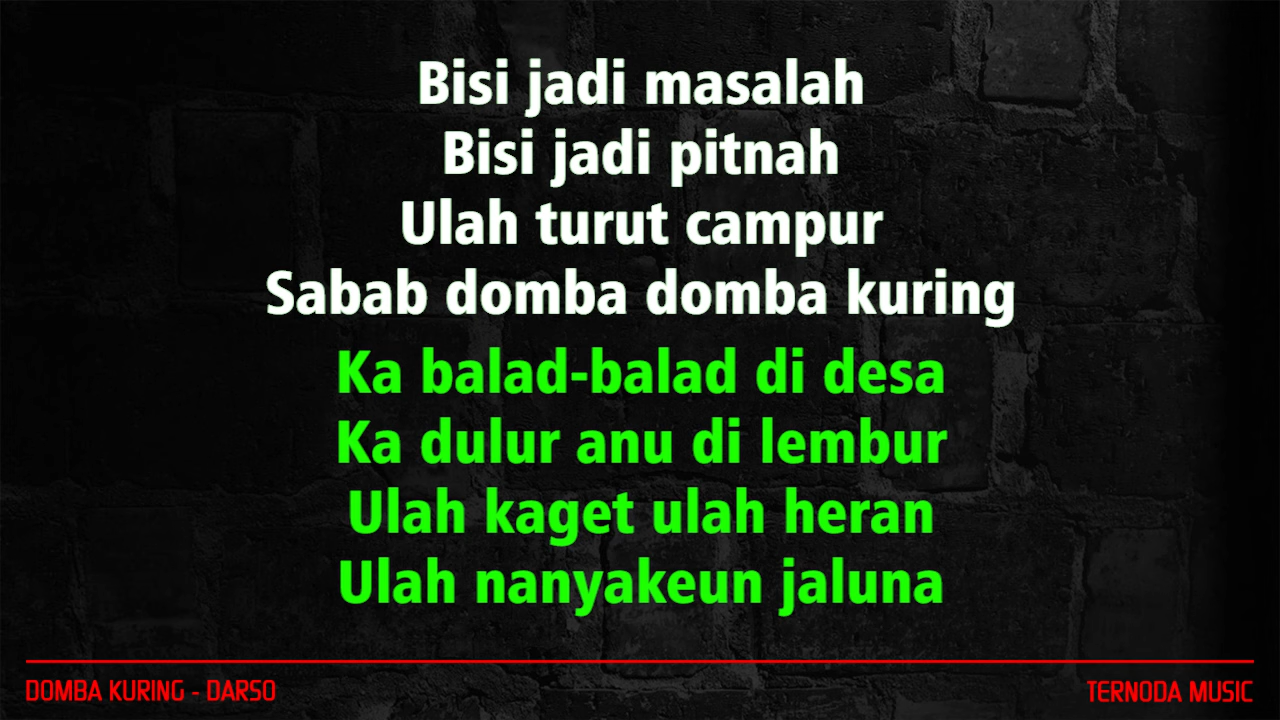 Bisi jadi masalah
Bisi jadi pitnah
Ulah turut campur
Sabab domba domba kuring
Ka balad-balad di desa
Ka dulur anu di lembur
Ulah kaget ulah heran
Ulah nanyakeun jaluna
DOMBA KURING - DARSO
TERNODA MUSIC